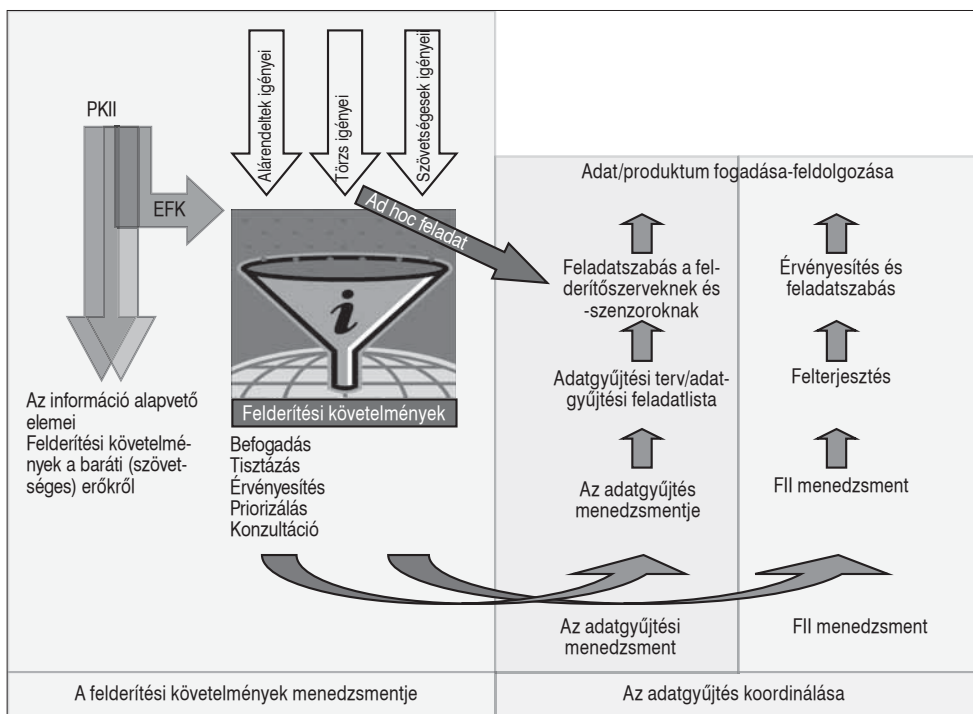 PKII
EFK
Alárendeltek igényei
Törzs igényei
Szövetségesek igényei
Ad hoc feladat
i
Felderítési követelmények
Az információ alapvető
elemei
Felderítési követelmé-
nyek a baráti (szövet-
séges) erőkről
Befogadás
Tisztázás
Érvényesítés
Priorizálás
Konzultáció
Adat/produktum fogadása-feldolgozása
Feladatszabás a fel-
derítőszerveknek és
-szenzoroknak
Adatgyűjtési terv/adat-
gyűjtési feladatlista
Az adatgyűjtés
menedzsmentje
Az adatgyűjtési
menedzsment
Érvényesítés és
feladatszabás
Felterjesztés
FII menedzsment
FII menedzsment
A felderítési követelmények menedzsmentje
Az adatgyűjtés koordinálása